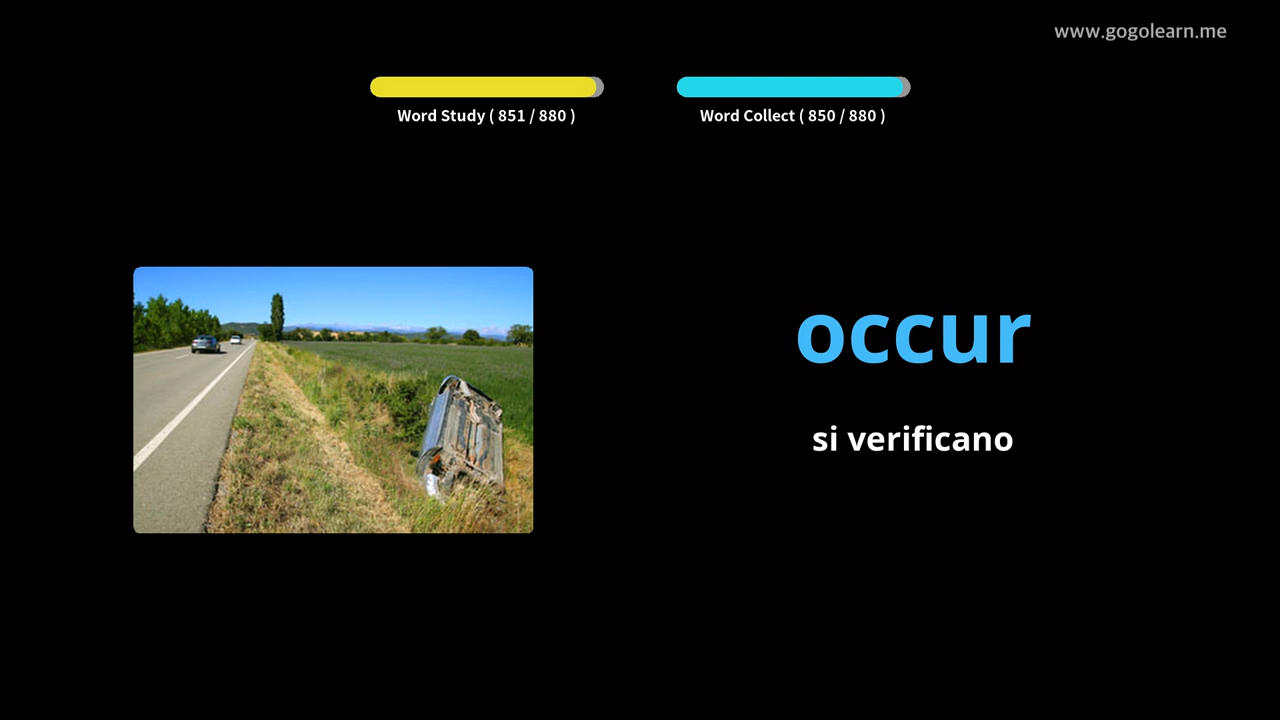 www.gogolearn.me
Word Study ( 851 / 880 )
Word Collect ( 850 / 880 )
occur
si verificano